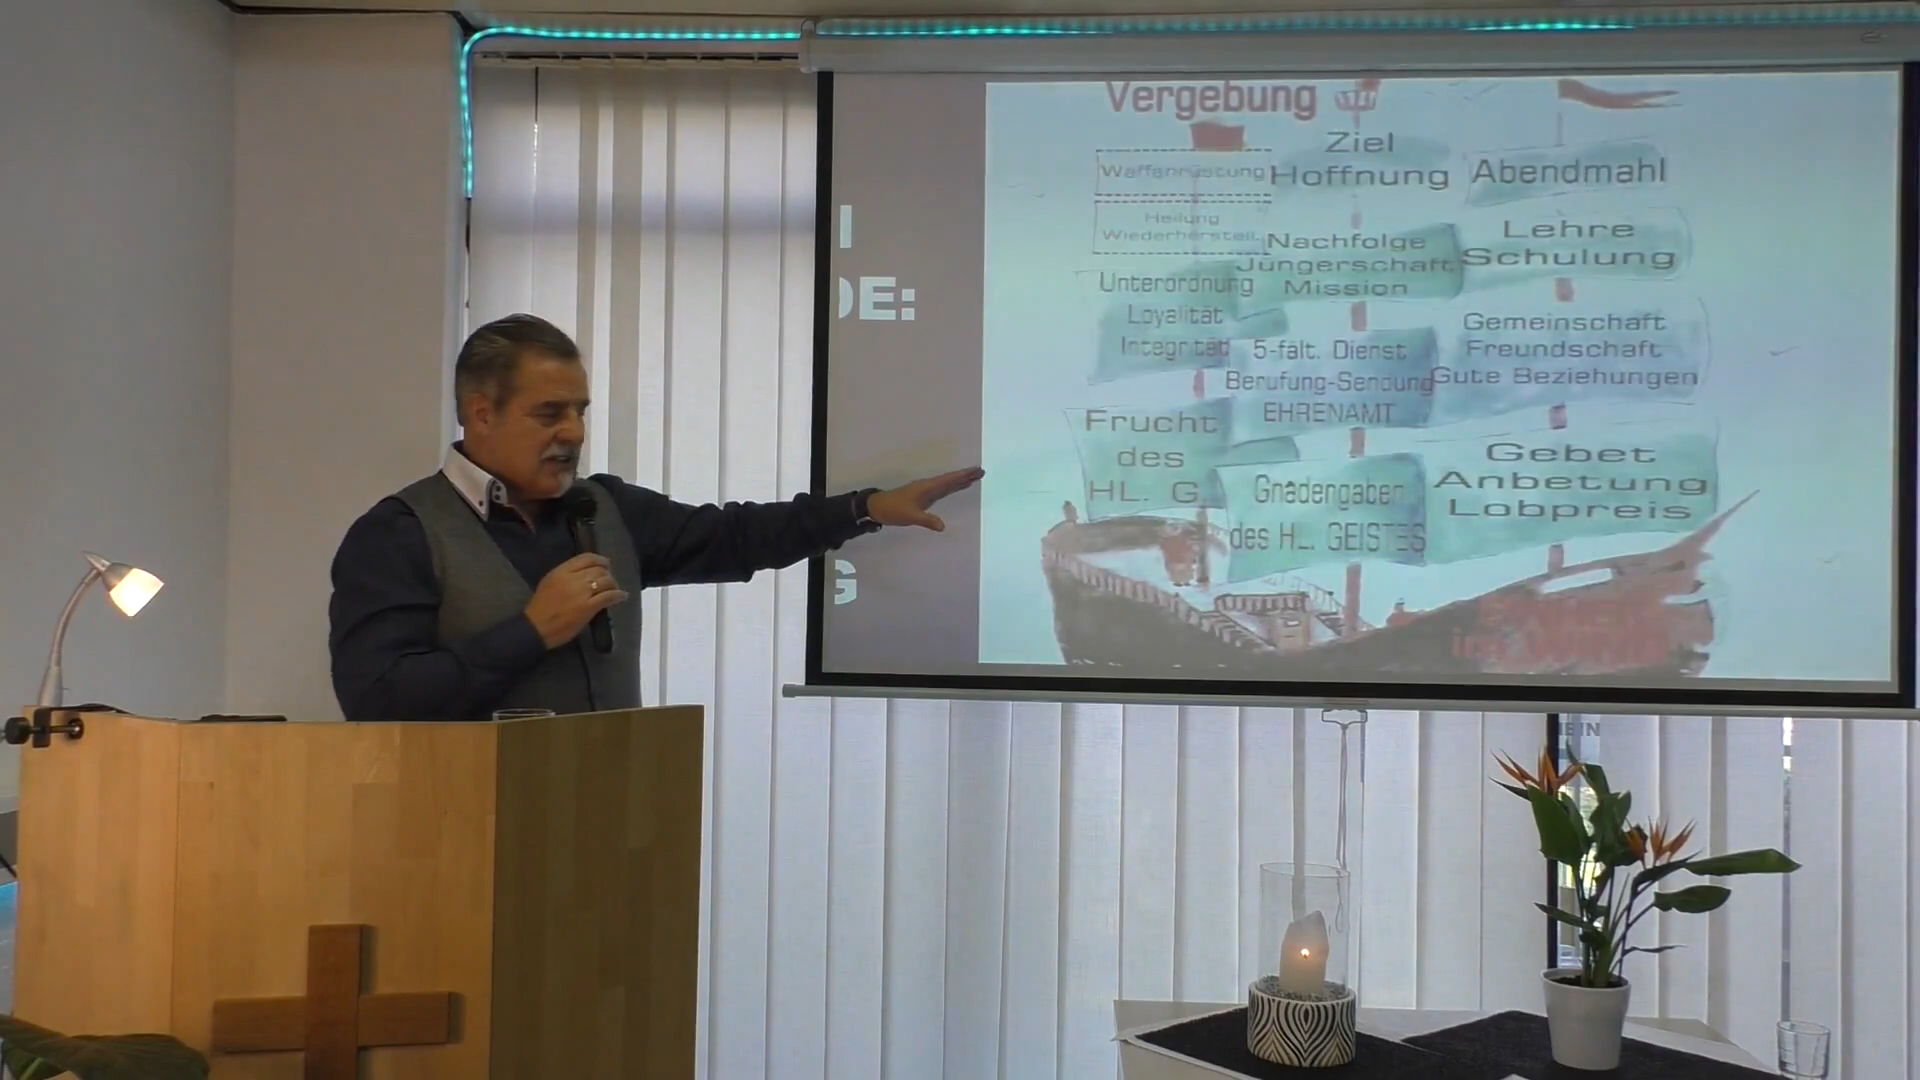 DE:
G
Vergebung
Waffenrüstung
Heilung
Wiederherstell.
Unterordnung
Loyalität
Integrität
Frucht
des
HL. G.
Ziel
Hoffnung
Nachfolge
Jüngerschaft
Mission
5-fält. Dienst
Berufung-Sendung
EHRENAMT
Gnadengaben
des HL. GEISTES
Abendmahl
Lehre
Schulung
Gemeinschaft
Freundschaft
Gute Beziehungen
Gebet
Anbetung
Lobpreis
im